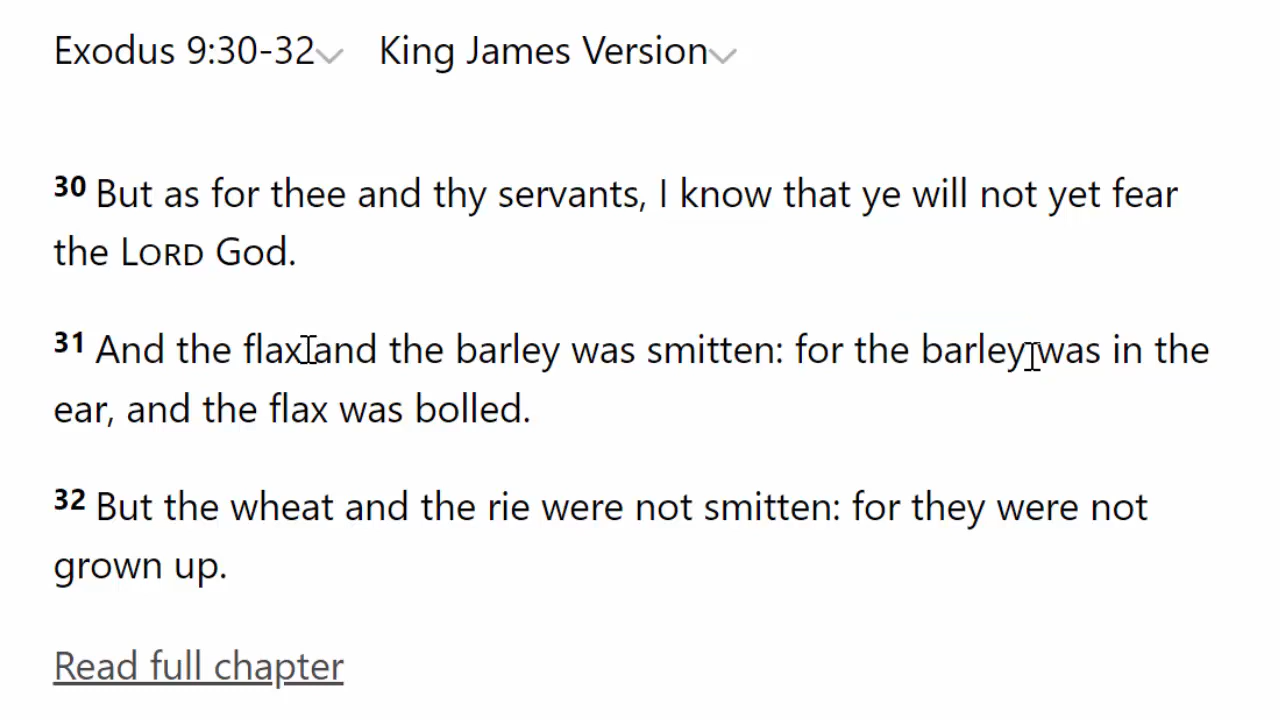 Exodus 9:30-32 King James Version
30 But as for thee and thy servants, I know that ye will not yet fear
the LORD God.
31 And the flax and the barley was smitten: for the barley was in the
ear, and the flax was bolled.
32 But the wheat and the rie were not smitten: for they were not
grown up.
Read full chapter